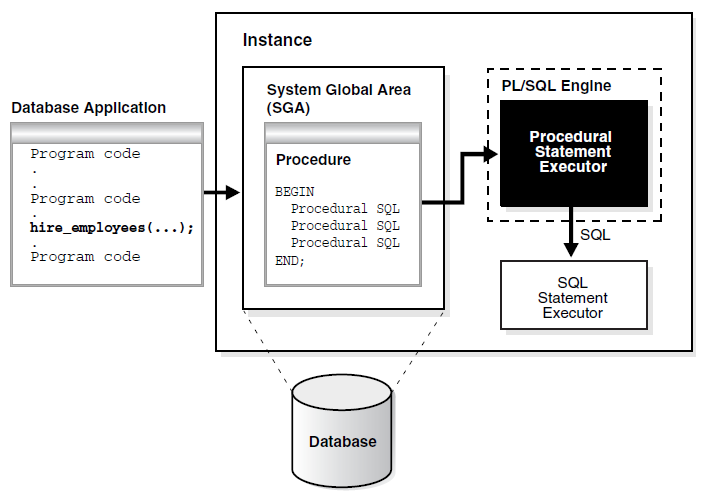 Instance
System Global Area
(SGA)
PL/SQL Engine
Database Application
Program code
.
.
Program code
.
hire_employees(...);
.
Program code
Procedure
BEGIN
Procedural SQL
Procedural SQL
Procedural SQL
END;
Procedural
Statement
Executor
SQL
SQL
Statement
Executor
Database